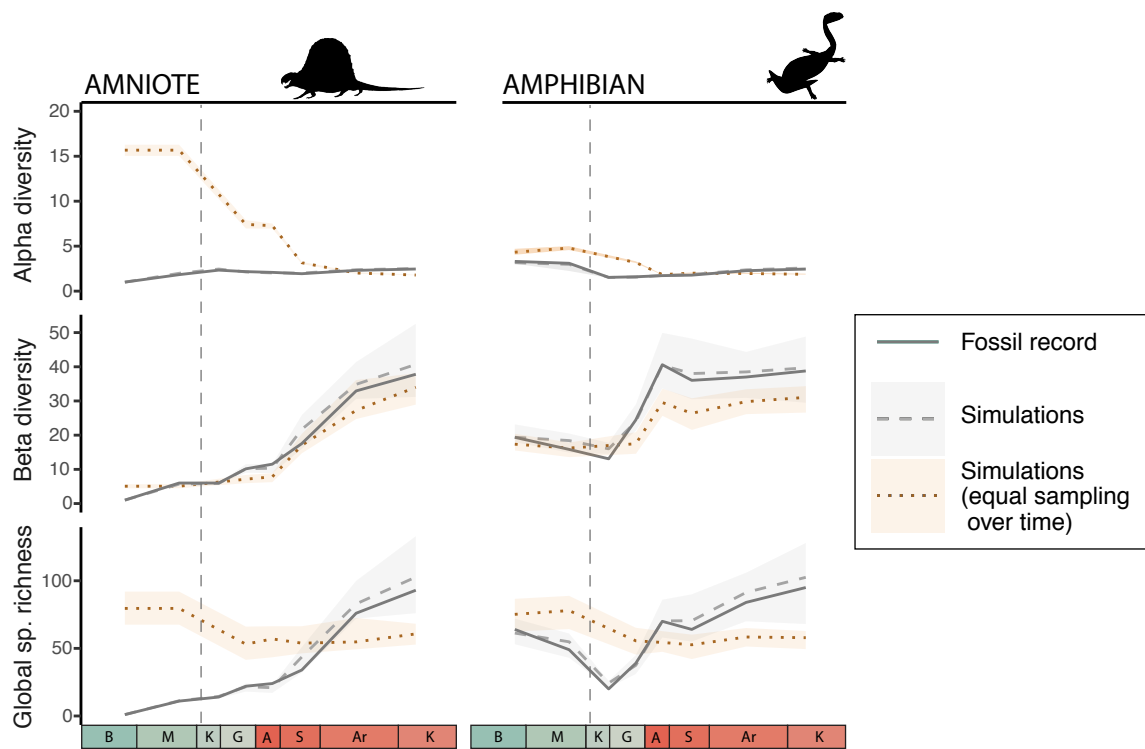 AMNIOTE
AMPHIBIAN
Alpha diversity
20
15
10
5
0
Beta diversity
50
40
30
20
10
0
Global sp. richness
100
50
0
B M K G A S Ar K
B M K G A S Ar K
Fossil record
Simulations
Simulations
(equal sampling
over time)